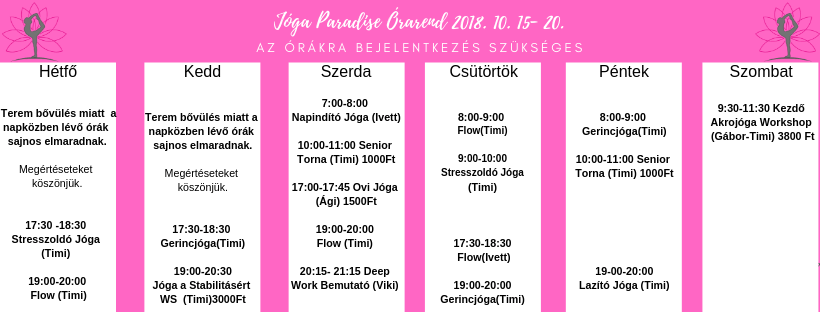 Jóga Paradise Órarend 2018. 10. 15- 20.
AZ ÓRÁKRA BEJELENTKEZÉS SZÜKSÉGES
Hétfő
Terem bővülés miatt a
napközben lévő órák
sajnos elmaradnak.
Megértéseteket
köszönjük.
17:30 -18:30
Stresszoldó Jóga
(Timi)
19:00-20:00
Flow (Timi)
Kedd
Terem bővülés miatt a
napközben lévő órák
sajnos elmaradnak.
Megértéseteket
köszönjük.
17:30-18:30
Gerincjóga(Timi)
19:00-20:30
Jóga a Stabilitásért
WS (Timi)3000Ft
Szerda
7:00-8:00
Napindító Jóga (Ivett)
10:00-11:00 Senior
Torna (Timi) 1000Ft
17:00-17:45 Ovi Jóga
(Ági) 1500Ft
19:00-20:00
Flow (Timi)
20:15- 21:15 Deep
Work Bemutató (Viki)
Csütörtök
8:00-9:00
Flow(Timi)
9:00-10:00
Stresszoldó Jóga
(Timi)
17:30-18:30
Flow(Ivett)
19:00-20:00
Gerincjóga(Timi)
Péntek
8:00-9:00
Gerincjóga(Timi)
10:00-11:00 Senior
Torna (Timi) 1000Ft
19-00-20:00
Lazító Jóga (Timi)
Szombat
9:30-11:30 Kezdő
Akrojóga Workshop
(Gábor-Timi) 3800 Ft